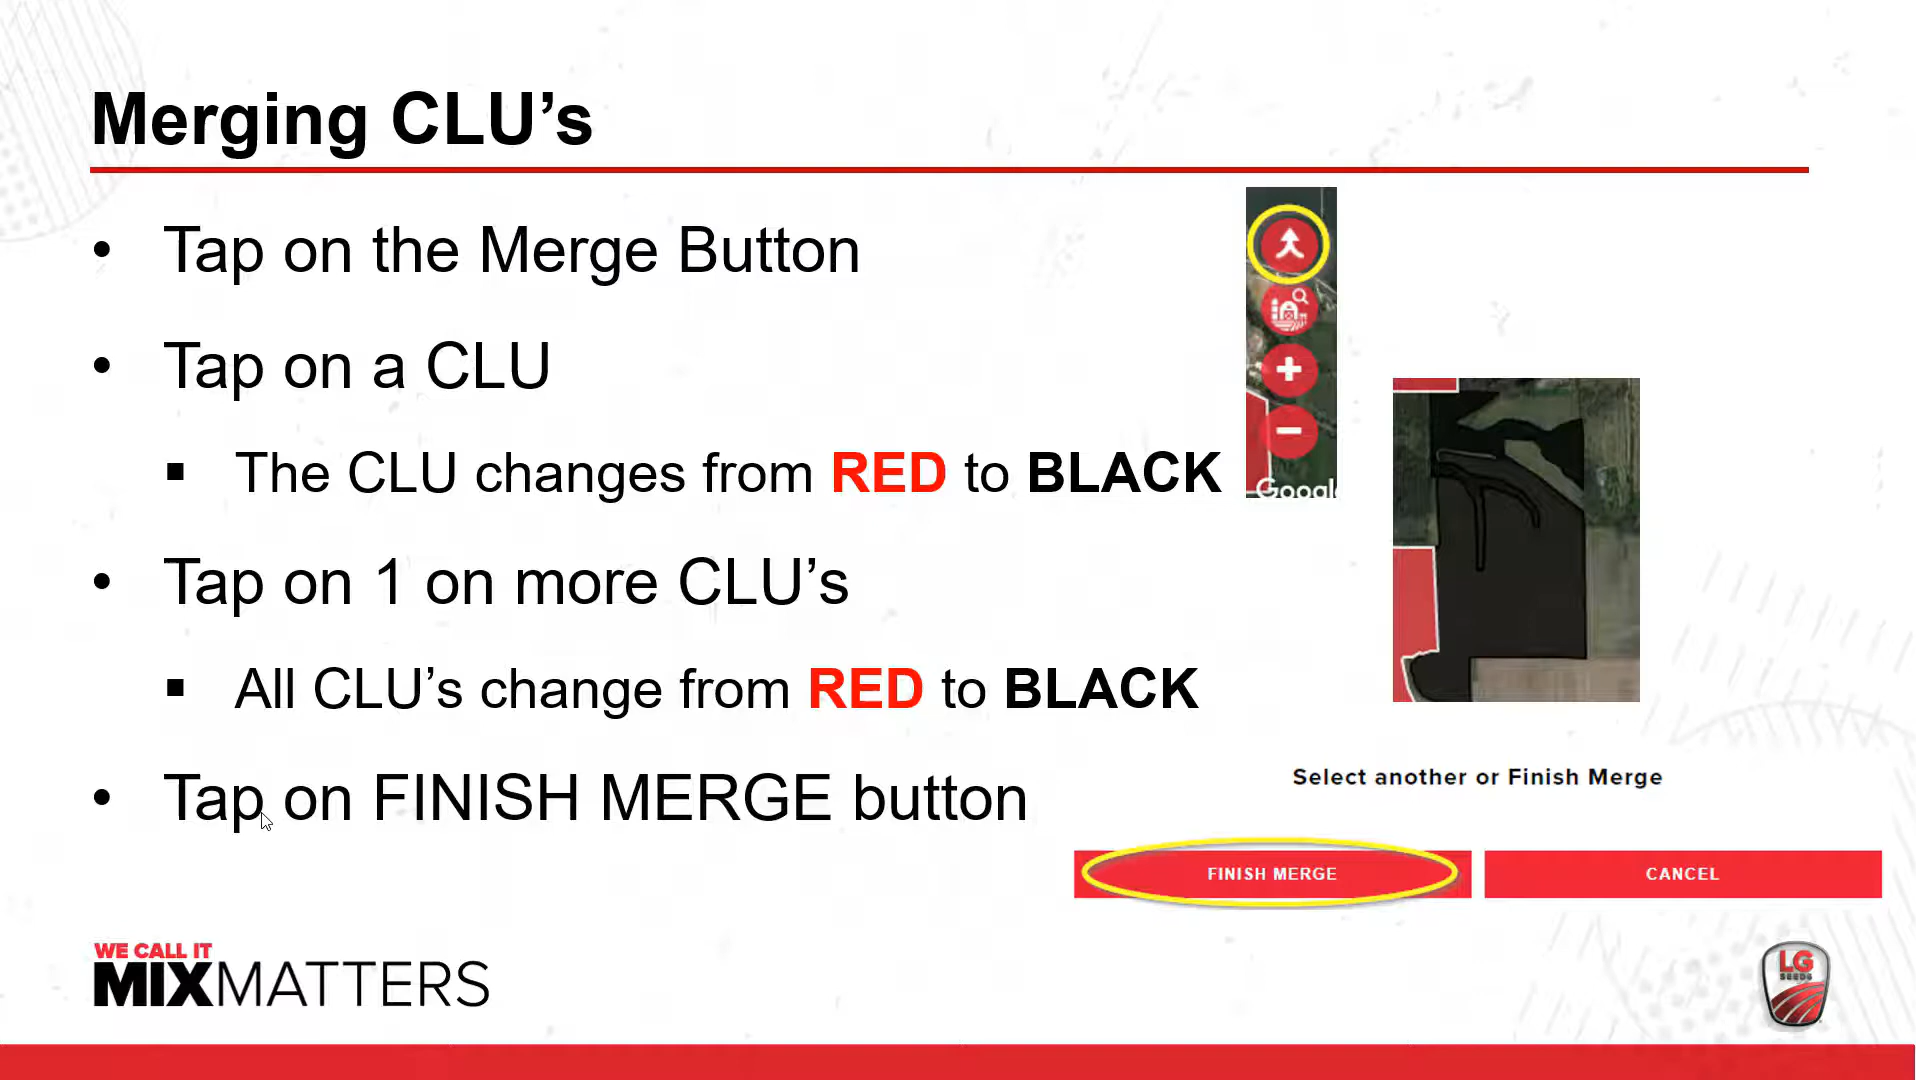 Merging CLU’s
• Tap on the Merge Button
• Tap on a CLU
▪ The CLU changes from RED to BLACK
• Tap on 1 on more CLU’s
▪ All CLU’s change from RED to BLACK
• Tap on FINISH MERGE button
Google
Select another or Finish Merge
FINISH MERGE
CANCEL
WE CALL IT
MIXMATTERS
LG
SEEDS